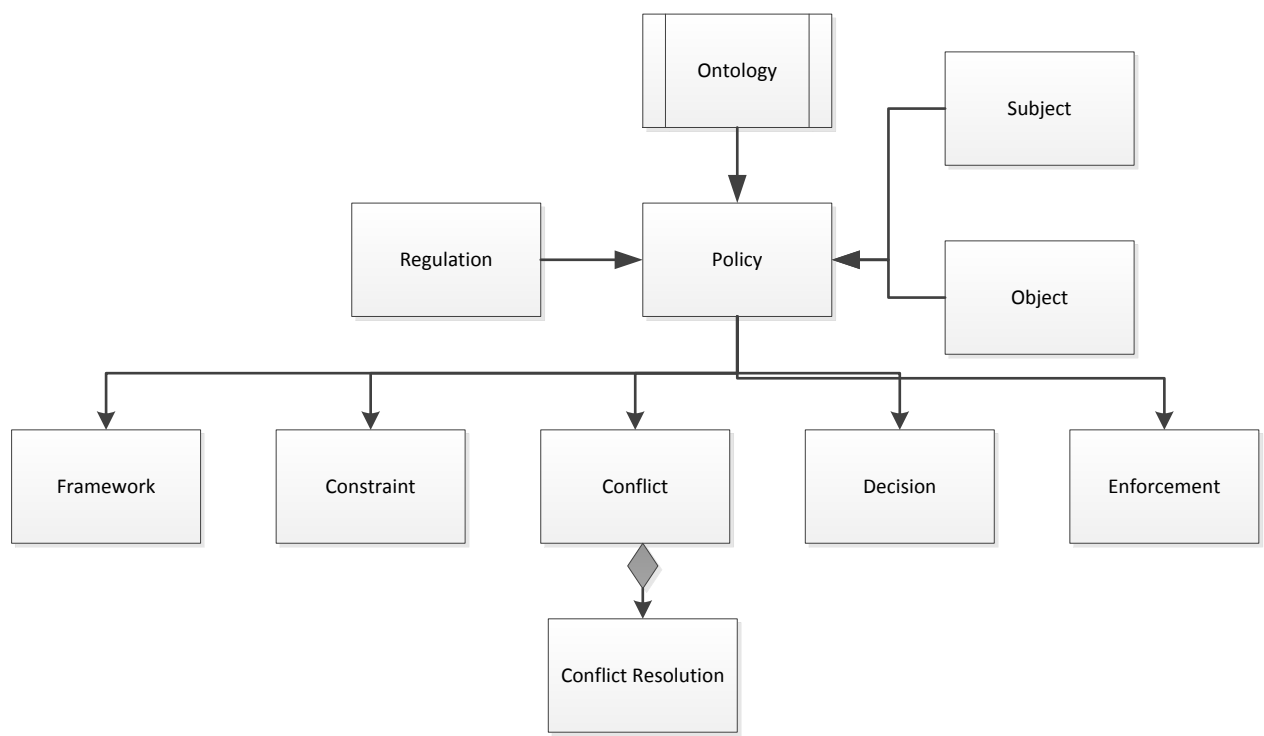 Ontology
Subject
Regulation
Policy
Object
Framework
Constraint
Conflict
Decision
Enforcement
Conflict Resolution